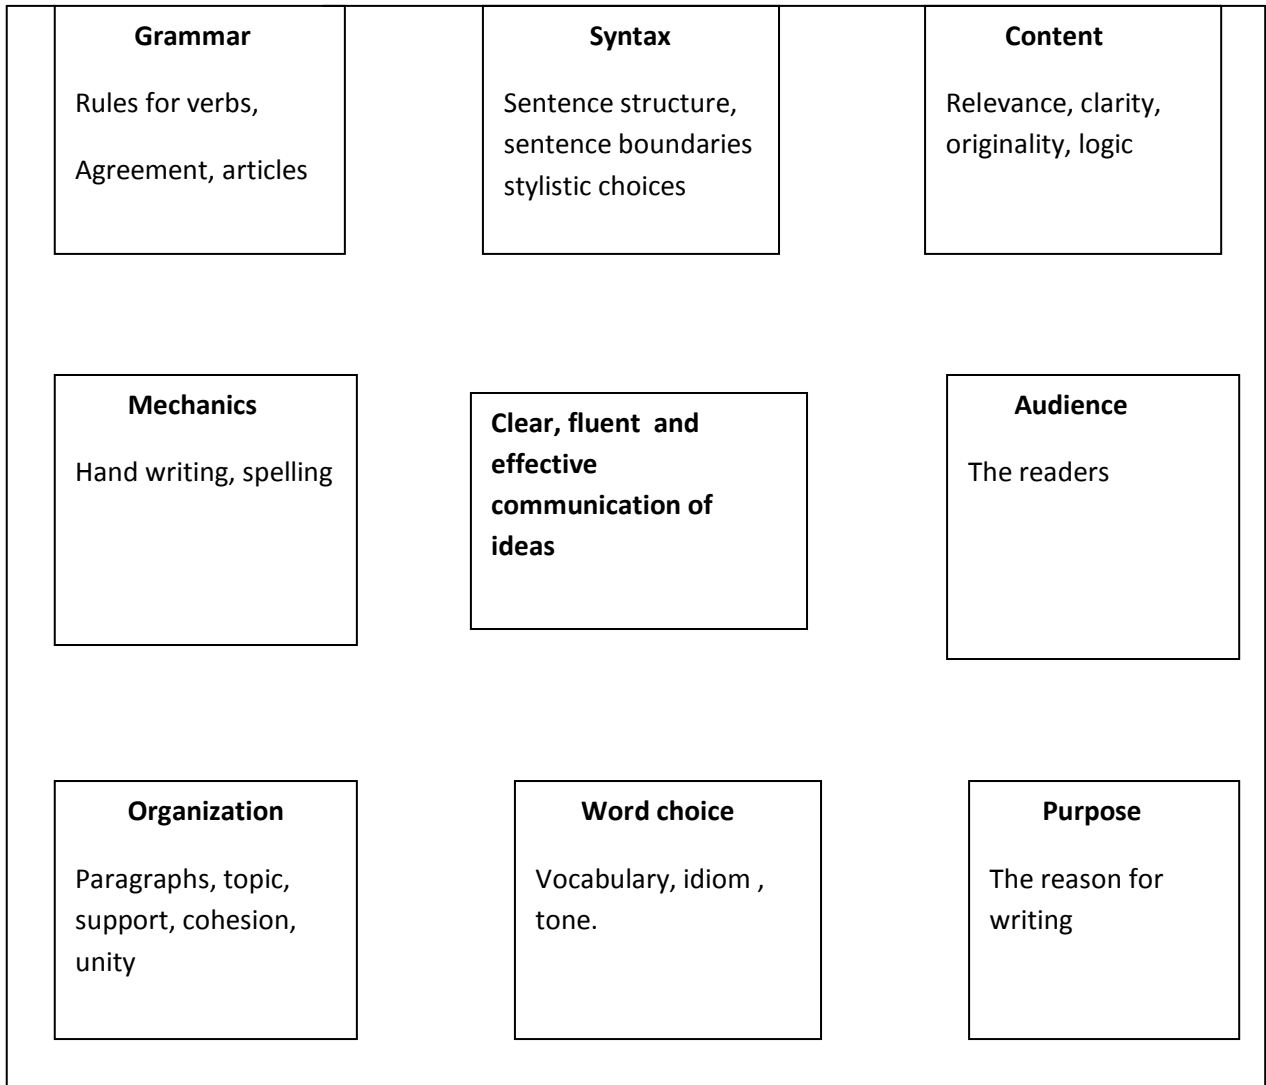 Grammar
Rules for verbs,
Agreement, articles
Syntax
Sentence structure,
sentence boundaries
stylistic choices
Content
Relevance, clarity,
originality, logic
Mechanics
Hand writing, spelling
Clear, fluent and
effective
communication of
ideas
Audience
The readers
Organization
Paragraphs, topic,
support, cohesion,
unity
Word choice
Vocabulary, idiom ,
tone.
Purpose
The reason for
writing